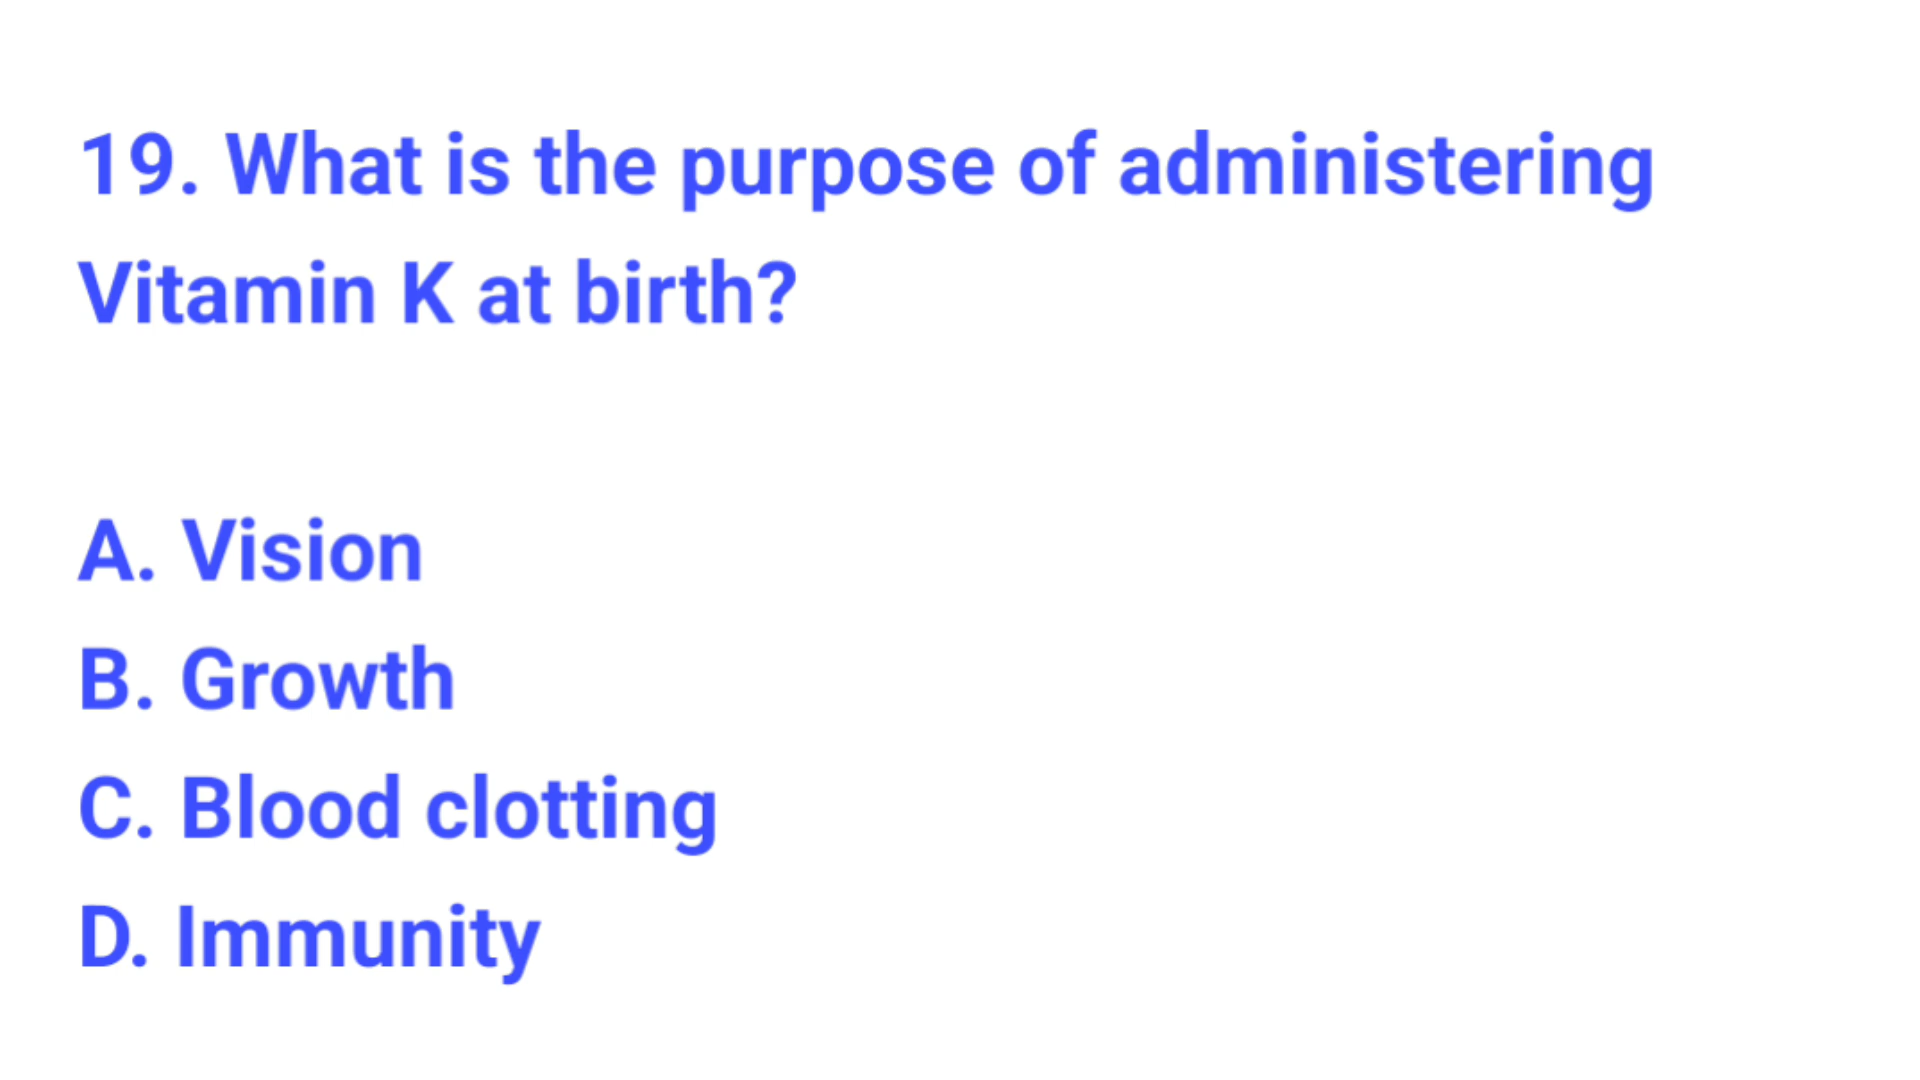 19. What is the purpose of administering
Vitamin K at birth?
A. Vision
B. Growth
C. Blood clotting
D. Immunity